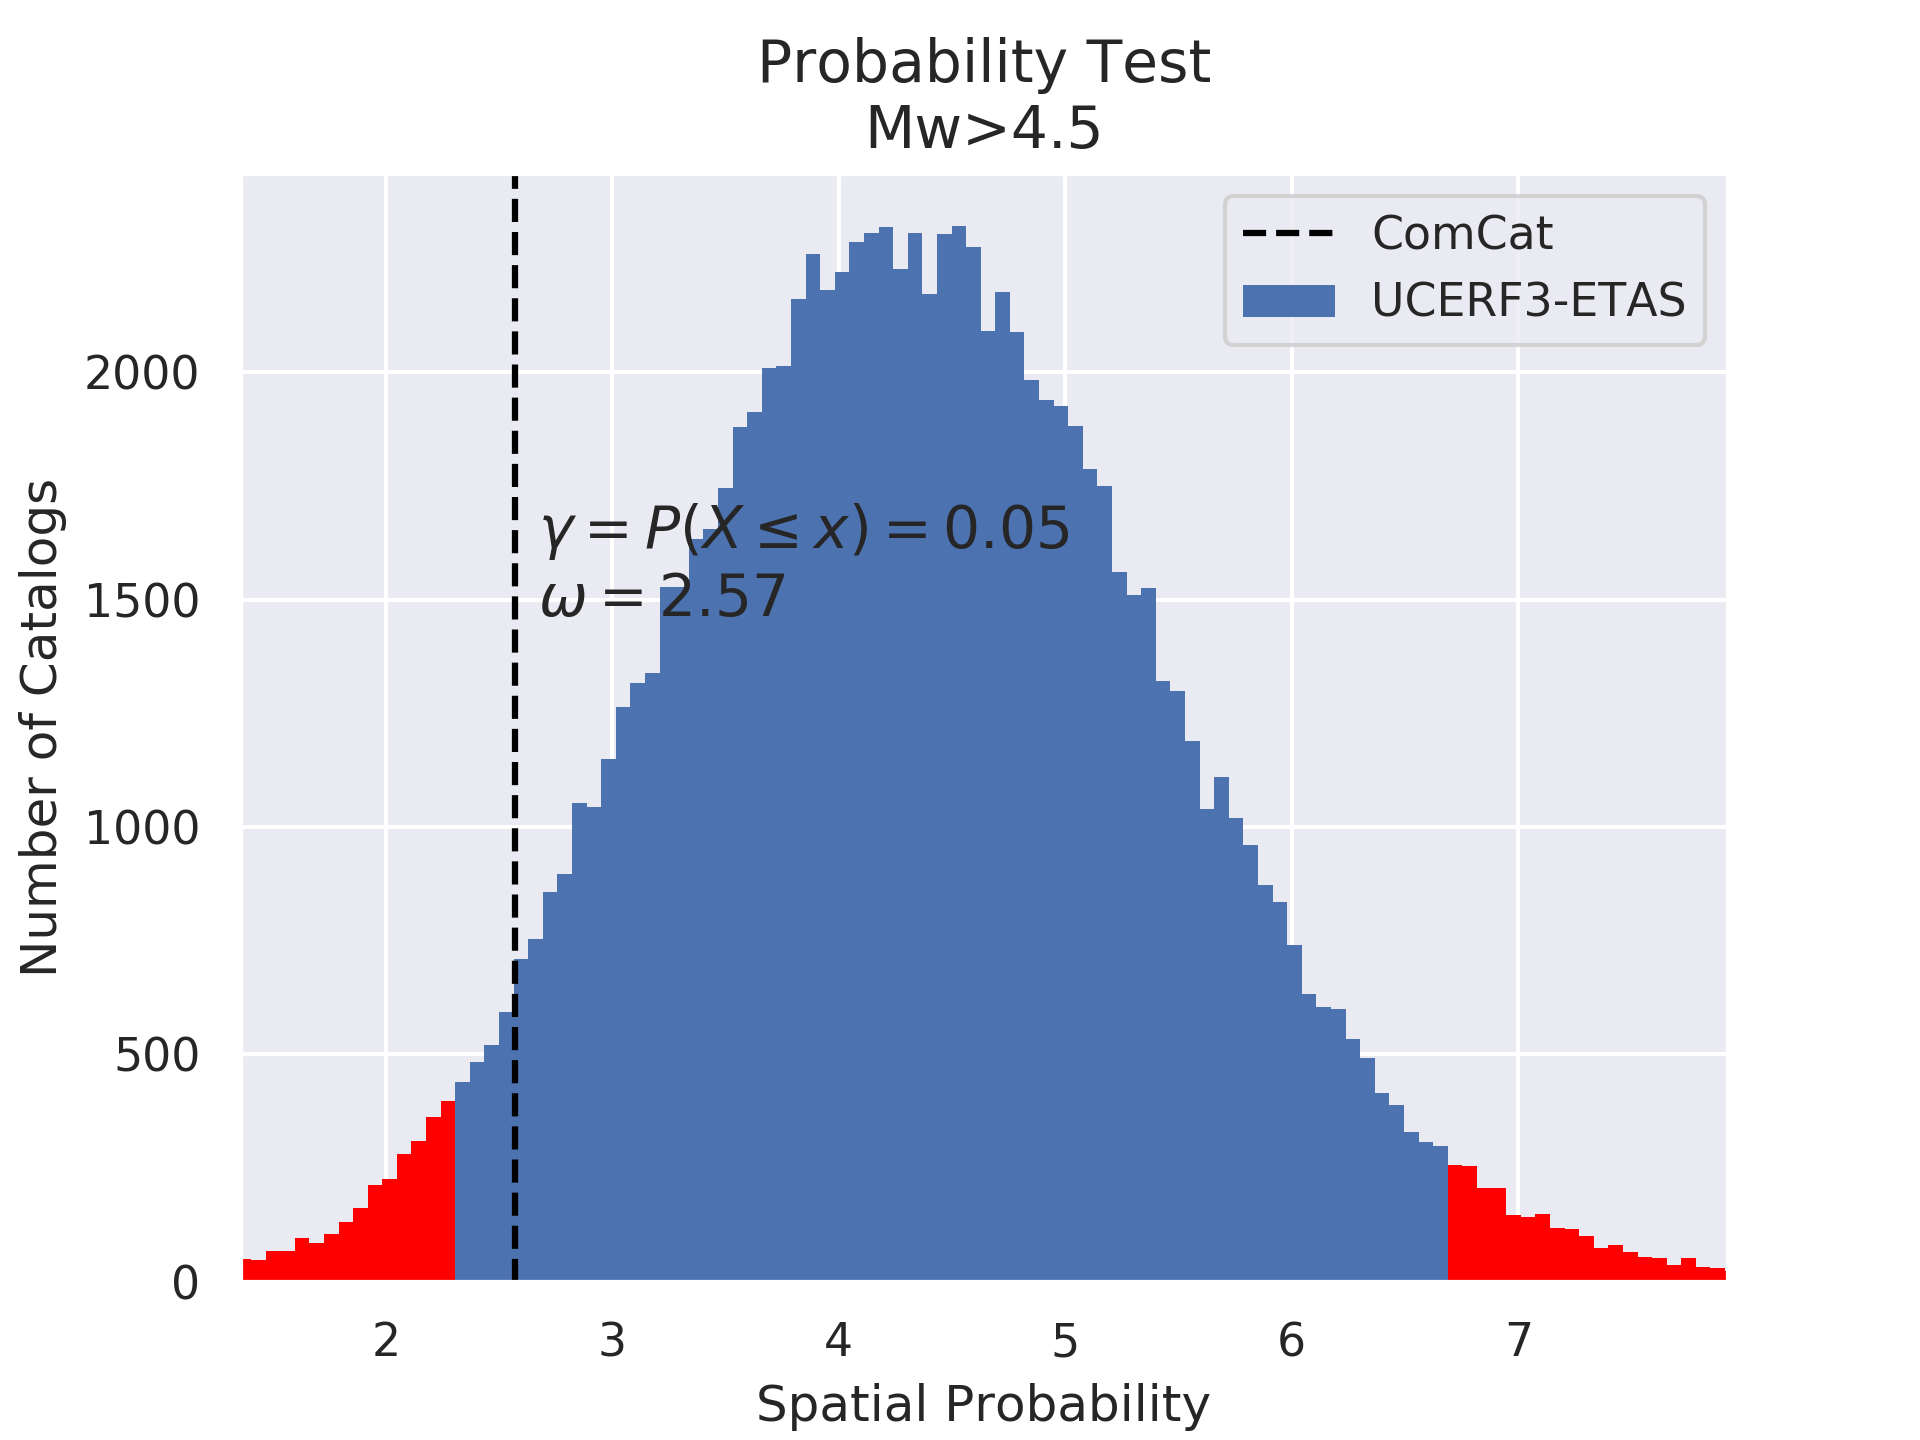 Probability Test
Mw>4.5
ComCat
UCERF3-ETAS
γ = P(X ≤ x) = 0.05
ω = 2.57
Number of Catalogs
2000
1500
1000
500
0
2 3 4 5 6 7
Spatial Probability